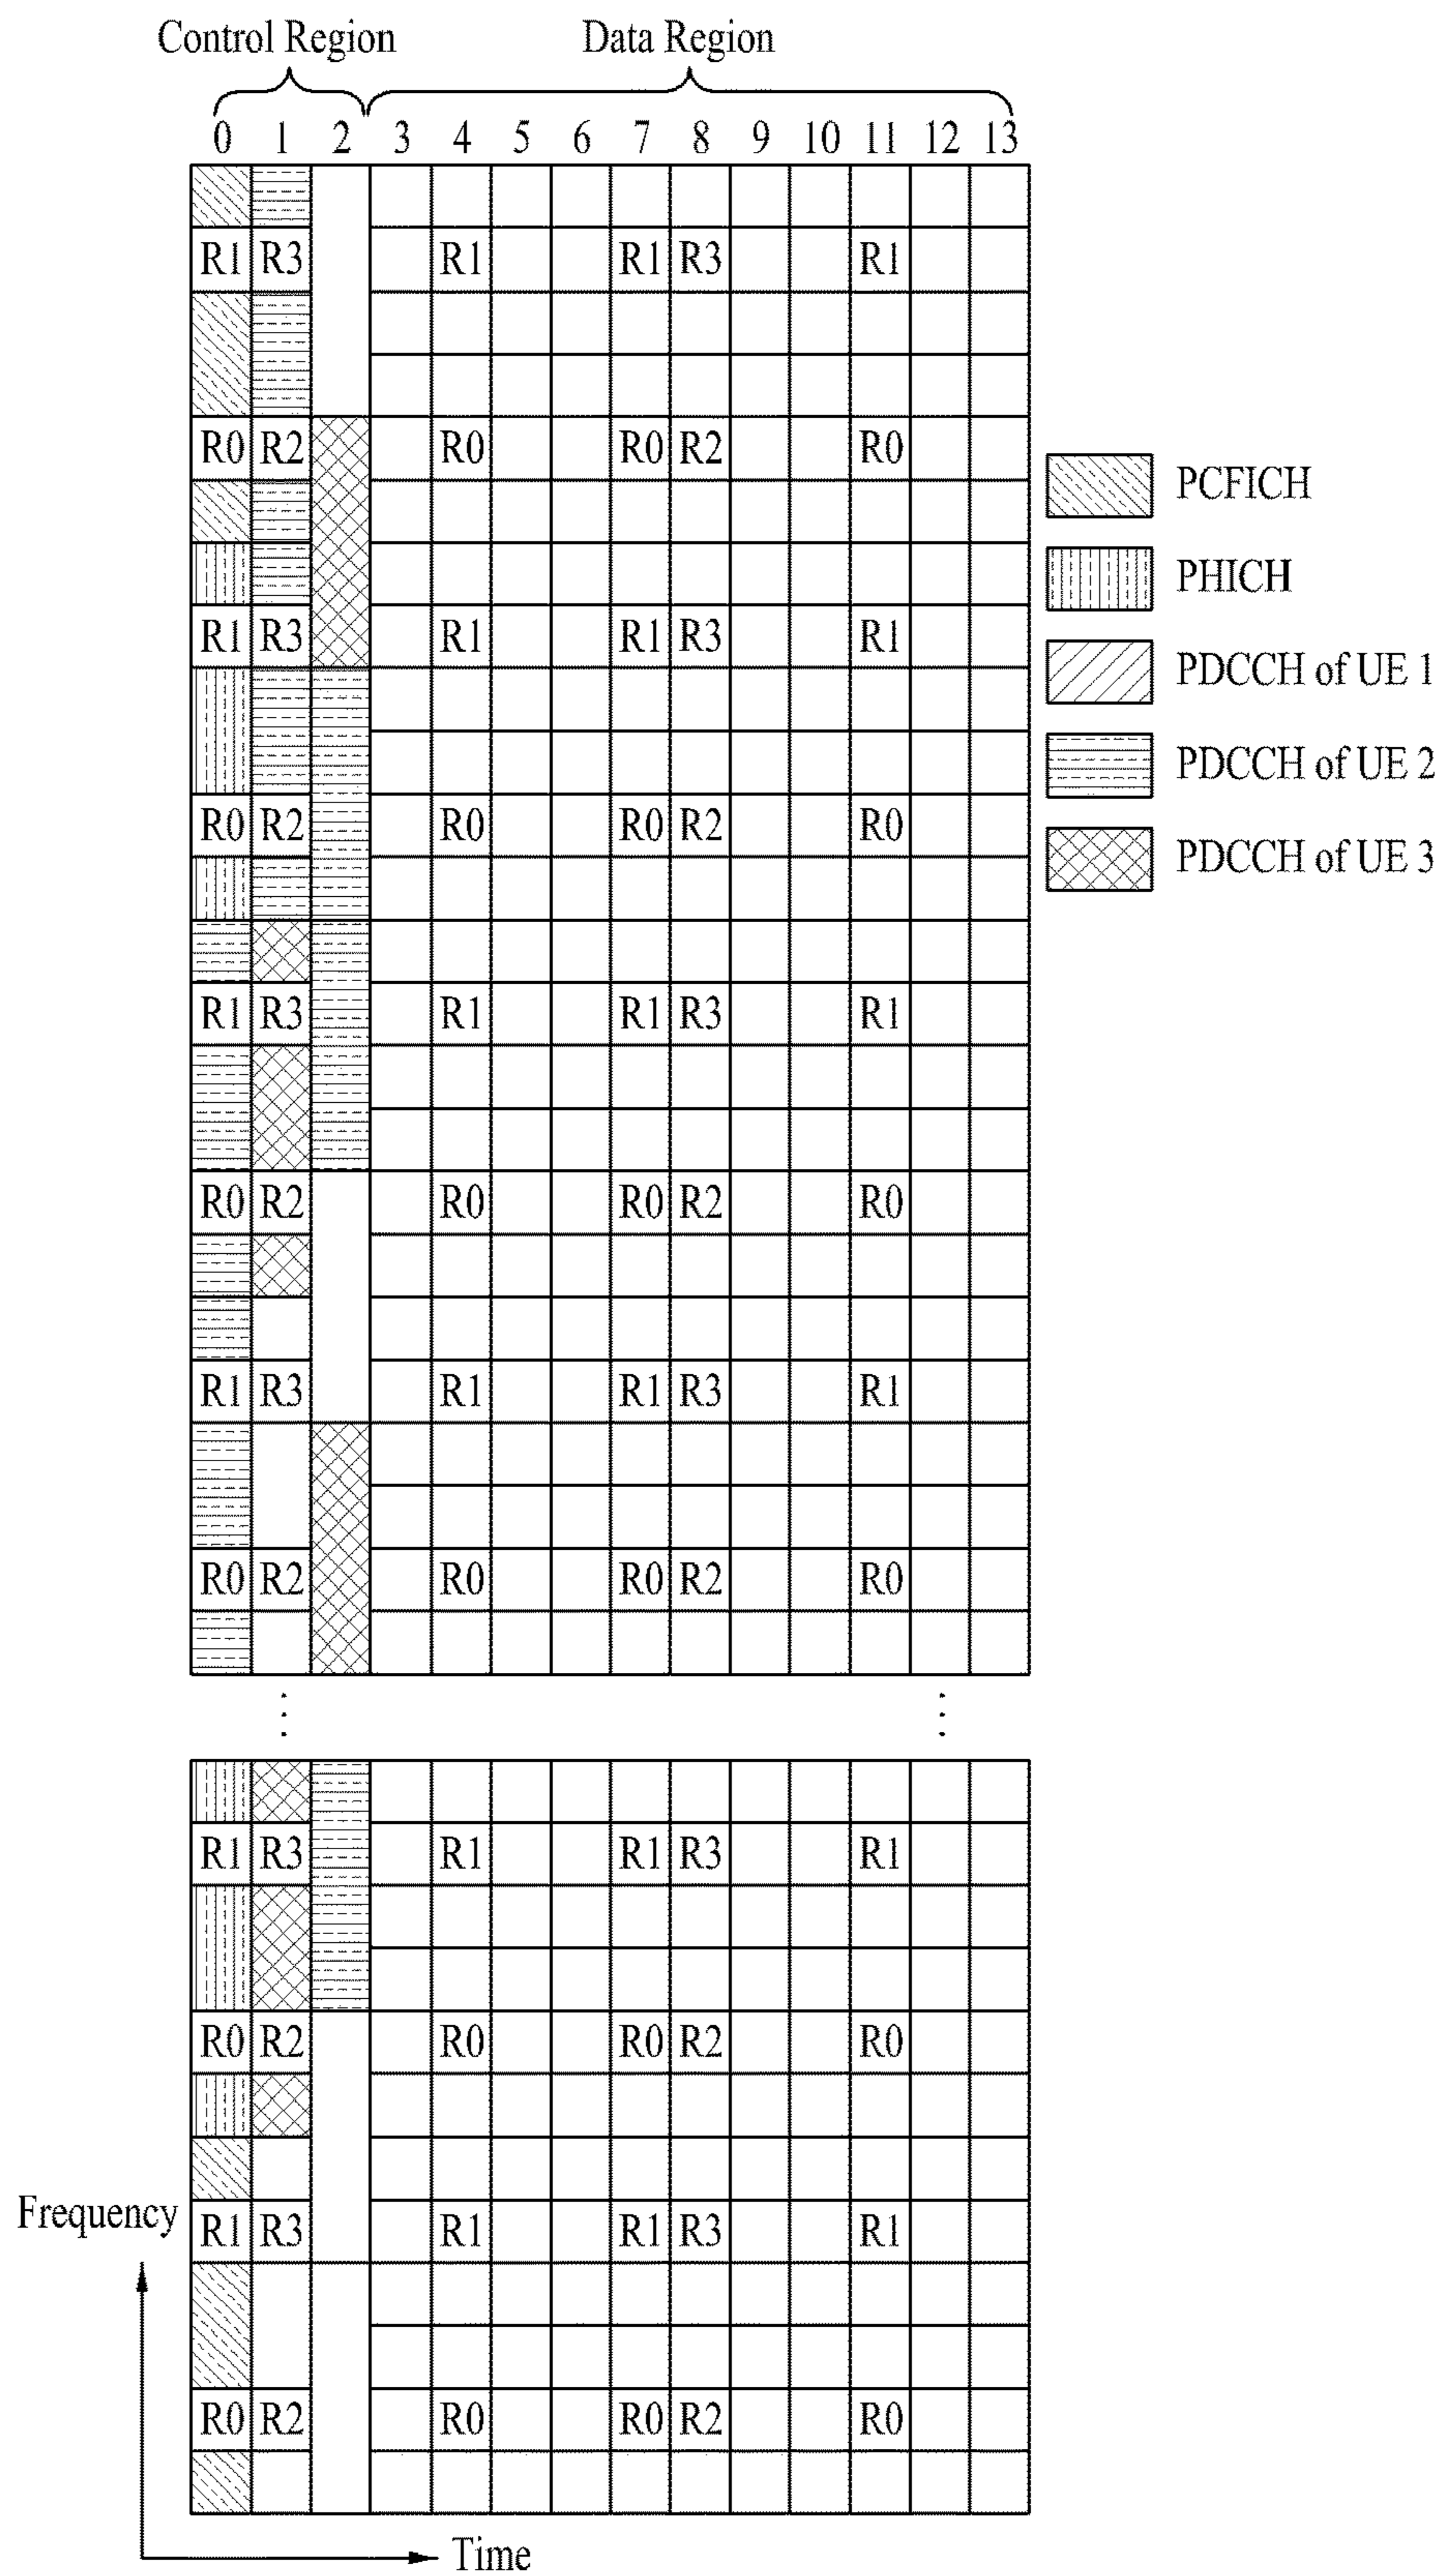 Control Region Data Region
0 1 2 3 4 5 6 7 8 9 10 11 12 13
R1 R3 R1 R1 R3 R1
R0 R2 R0 R0 R2 R0
PCFICH
PHICH
R1 R3 R1 R1 R3 R1
PDCCH of UE 1
PDCCH of UE 2
R0 R2 R0 R0 R2 R0
PDCCH of UE 3
R1 R3 R1 R1 R3 R1
R0 R2 R0 R0 R2 R0
R1 R3 R1 R1 R3 R1
R0 R2 R0 R0 R2 R0
R1 R3 R1 R1 R3 R1
R0 R2 R0 R0 R2 R0
Frequency
R1 R3 R1 R1 R3 R1
R0 R2 R0 R0 R2 R0
Time